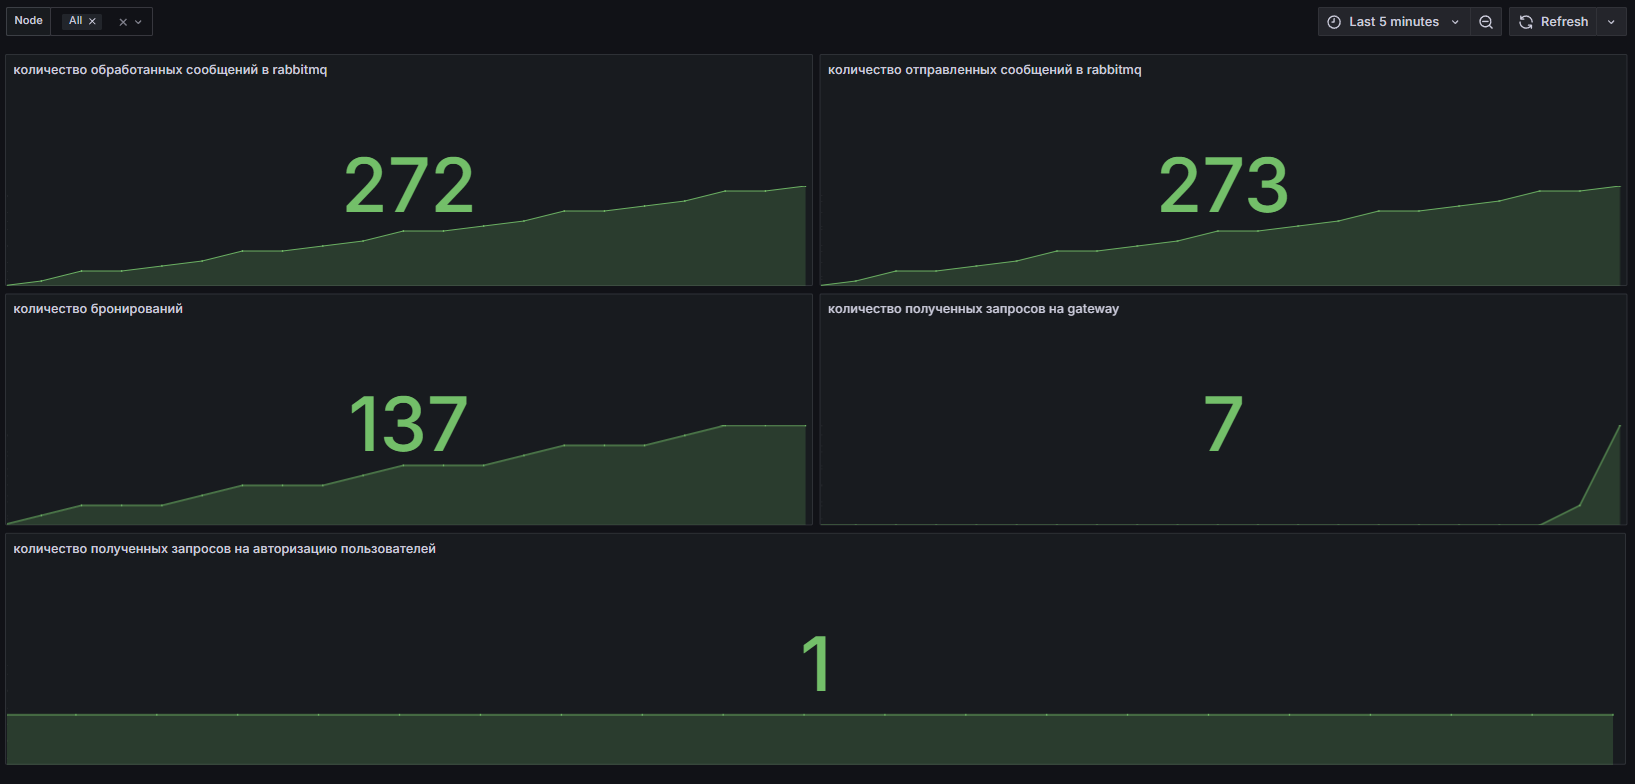 Node All
Last 5 minutes Refresh
количество обработанных сообщений в rabbitmq
272
количество отправленных сообщений в rabbitmq
273
количество бронирований
137
количество полученных запросов на gateway
7
количество полученных запросов на авторизацию пользователей
1